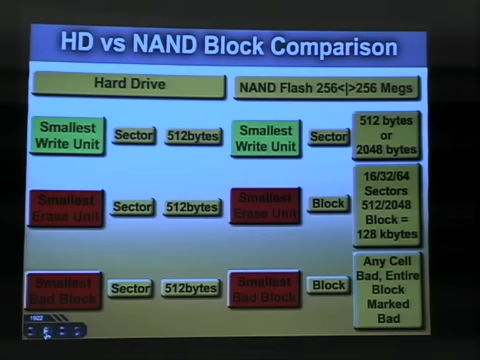 HD vs NAND Block Comparison
Hard Drive
NAND Flash 256<|>256 Megs
Smallest
Write Unit
Sector
512bytes
Smallest
Write Unit
Sector
512 bytes
or
2048 bytes
Smallest
Erase Unit
Sector
512bytes
Smallest
Erase Unit
Block
16/32/64
Sectors
512/2048
Block =
128 kbytes
Smallest
Bad Block
Sector
512bytes
Smallest
Bad Block
Block
Any Cell
Bad, Entire
Block
Marked
Bad